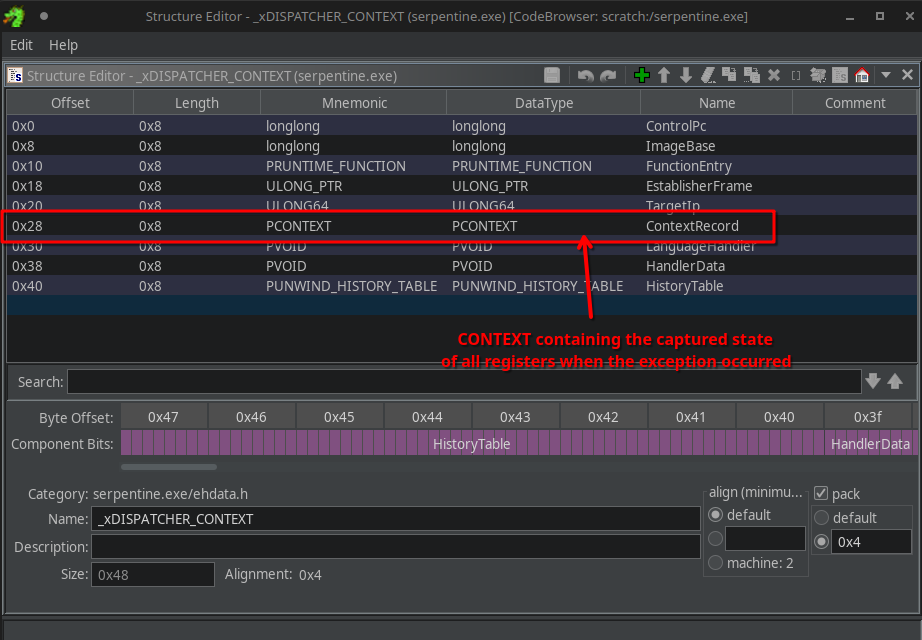 Structure Editor - _xDISPATCHER_CONTEXT (serpentine.exe) [CodeBrowser: scratch:/serpentine.exe]
Edit Help
Structure Editor - _xDISPATCHER_CONTEXT (serpentine.exe)
Offset Length Mnemonic DataType Name Comment
0x0 0x8 longlong longlong ControlPc
0x8 0x8 longlong longlong ImageBase
0x10 0x8 PRUNTIME_FUNCTION PRUNTIME_FUNCTION FunctionEntry
0x18 0x8 ULONG_PTR ULONG_PTR EstablisherFrame
0x20 0x8 ULONG64 ULONG64 TargetIp
0x28 0x8 PCONTEXT PCONTEXT ContextRecord
0x30 0x8 PVOID PVOID LanguageHandler
0x38 0x8 PVOID PVOID HandlerData
0x40 0x8 PUNWIND_HISTORY_TABLE PUNWIND_HISTORY_TABLE HistoryTable
CONTEXT containing the captured state
of all registers when the exception occurred
Search:
Byte Offset: 0x47 0x46 0x45 0x44 0x43 0x42 0x41 0x40 0x3f
Component Bits: HistoryTable HandlerData
Category: serpentine.exe/ehdata.h
Name: _xDISPATCHER_CONTEXT
Description:
Size: 0x48 Alignment: 0x4
align (minimu...
default
machine: 2
pack
default
0x4